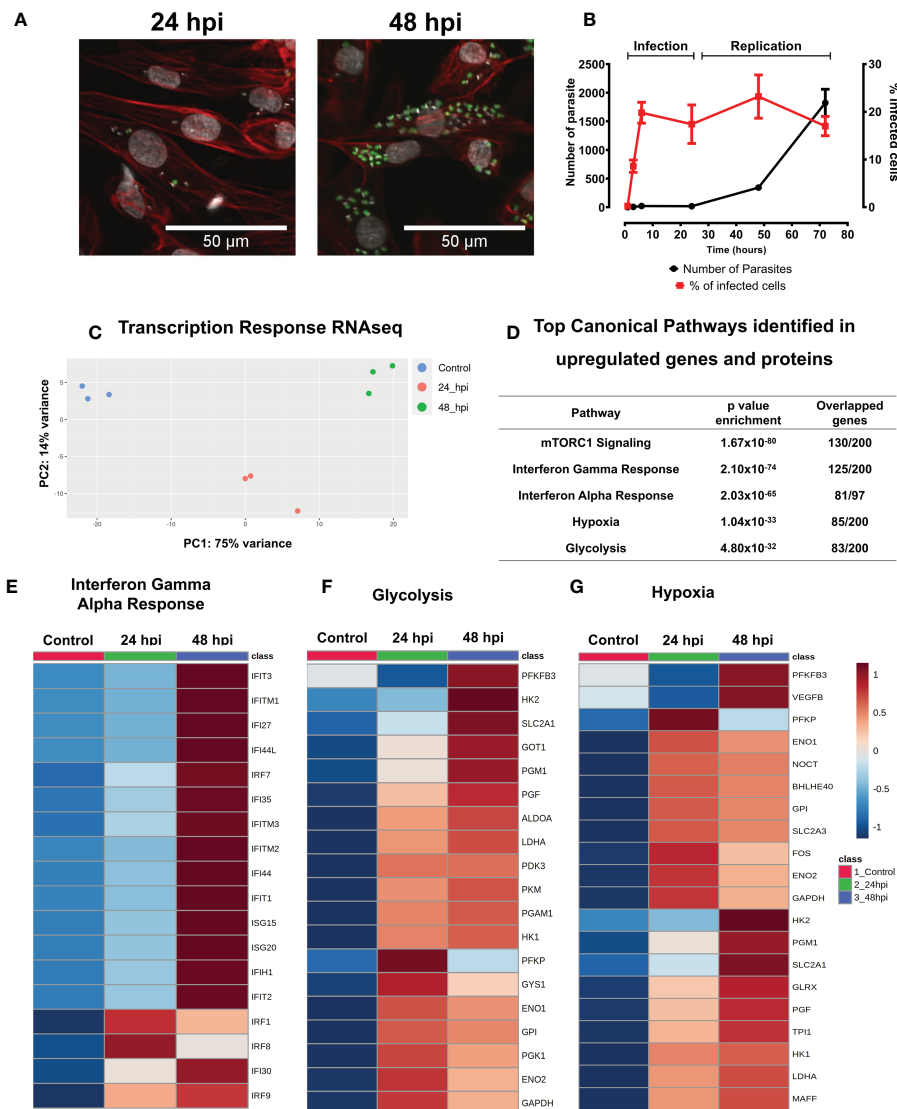 A
24 hpi
48 hpi
50 µm
50 µm
B
Infection
Replication
2500
2000
1500
1000
500
0
Number of parasite
30
20
10
0
% infected cells
0 10 20 30 40 50 60 70 80
Time (hours)
Number of Parasites
% of infected cells
C
Transcription Response RNAseq
5
0
-5
-10
PC2: 14% variance
-20 -10 0 10 20
PC1: 75% variance
Control
24_hpi
48_hpi
D
Top Canonical Pathways identified in
upregulated genes and proteins
Pathway p value enrichment Overlapped genes
mTORC1 Signaling 1.67x10-80 130/200
Interferon Gamma Response 2.10x10-74 125/200
Interferon Alpha Response 2.03x10-65 81/97
Hypoxia 1.04x10-33 85/200
Glycolysis 4.80x10-32 83/200
E
Interferon Gamma
Alpha Response
Control 24 hpi 48 hpi
class
IFIT3
IFITM1
IFI27
IFI44L
IRF7
IFI35
IFITM3
IFITM2
IFI44
IFIT1
ISG15
ISG20
IFIH1
IFIT2
IRF1
IRF8
IFI30
IRF9
F
Glycolysis
Control 24 hpi 48 hpi
class
PFKFB3
HK2
SLC2A1
GOT1
PGM1
PGF
ALDOA
LDHA
PDK3
PKM
PGAM1
HK1
PFKP
GYS1
ENO1
GPI
PGK1
ENO2
GAPDH
G
Hypoxia
Control 24 hpi 48 hpi
class
PFKFB3
VEGFB
PFKP
ENO1
NOCT
BHLHE40
GPI
SLC2A3
FOS
ENO2
GAPDH
HK2
PGM1
SLC2A1
GLRX
PGF
TPI1
HK1
LDHA
MAFF
1
0.5
0
-0.5
-1
class
1_Control
2_24hpi
3_48hpi